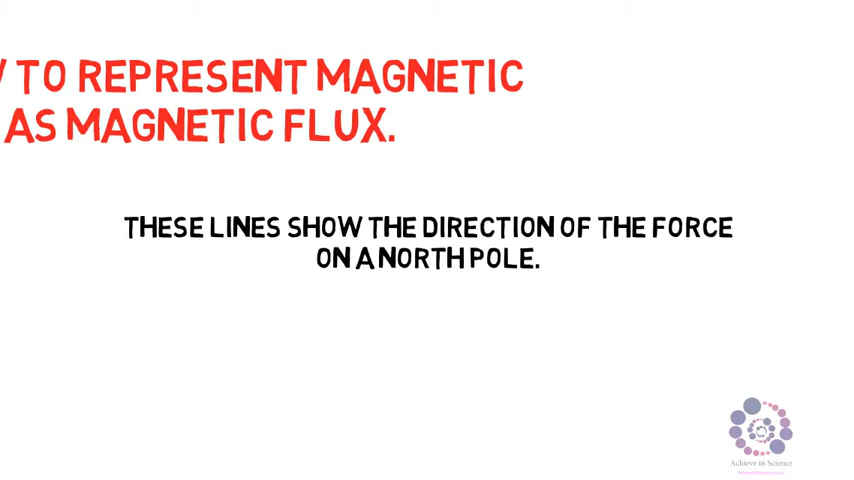 TO REPRESENT MAGNETIC
AS MAGNETIC FLUX.
THESE LINES SHOW THE DIRECTION OF THE FORCE
ON A NORTH POLE.
Achieve in Science